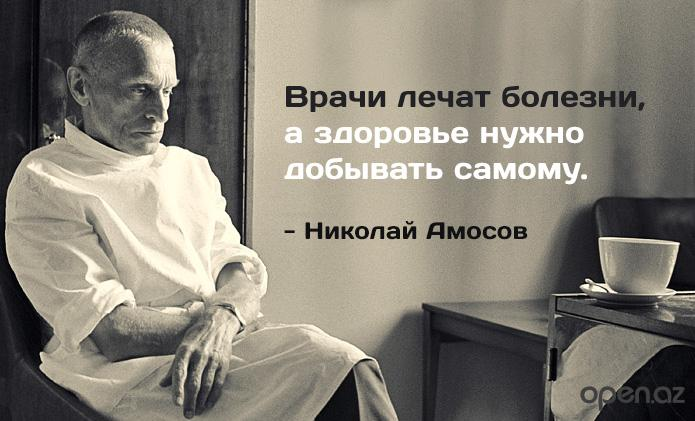 Врачи лечат болезни,
а здоровье нужно
добывать самому.
- Николай Амосов
open.az